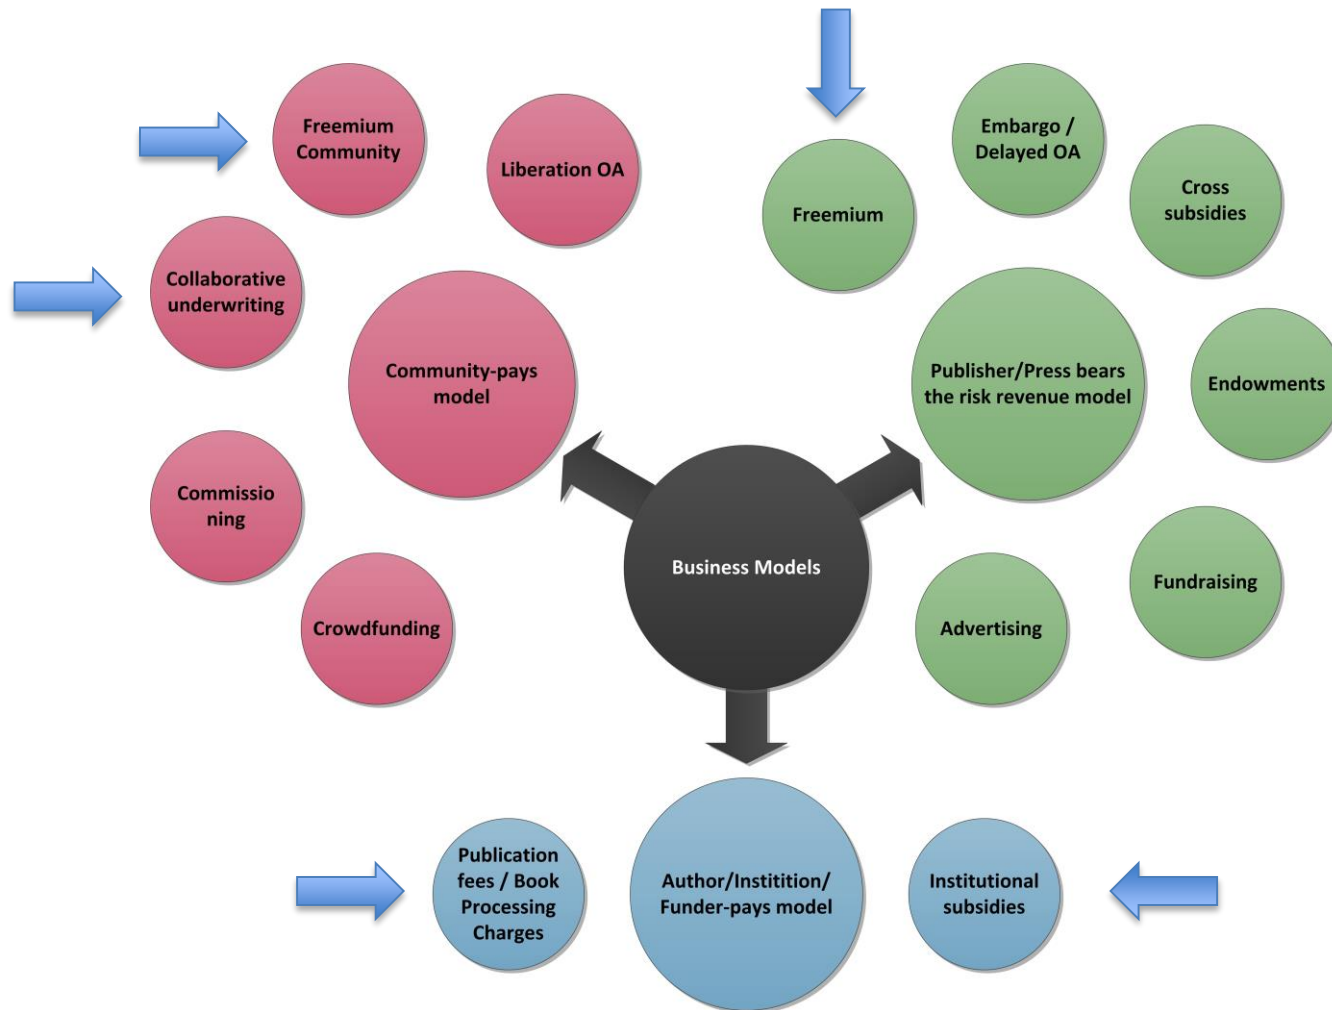 Freemium
Community
Liberation OA
Collaborative
underwriting
Community-pays
model
Commissio
ning
Crowdfunding
Embargo /
Delayed OA
Freemium
Cross
subsidies
Publisher/Press bears
the risk revenue model
Endowments
Fundraising
Advertising
Business Models
Publication
fees / Book
Processing
Charges
Author/Institition/
Funder-pays model
Institutional
subsidies